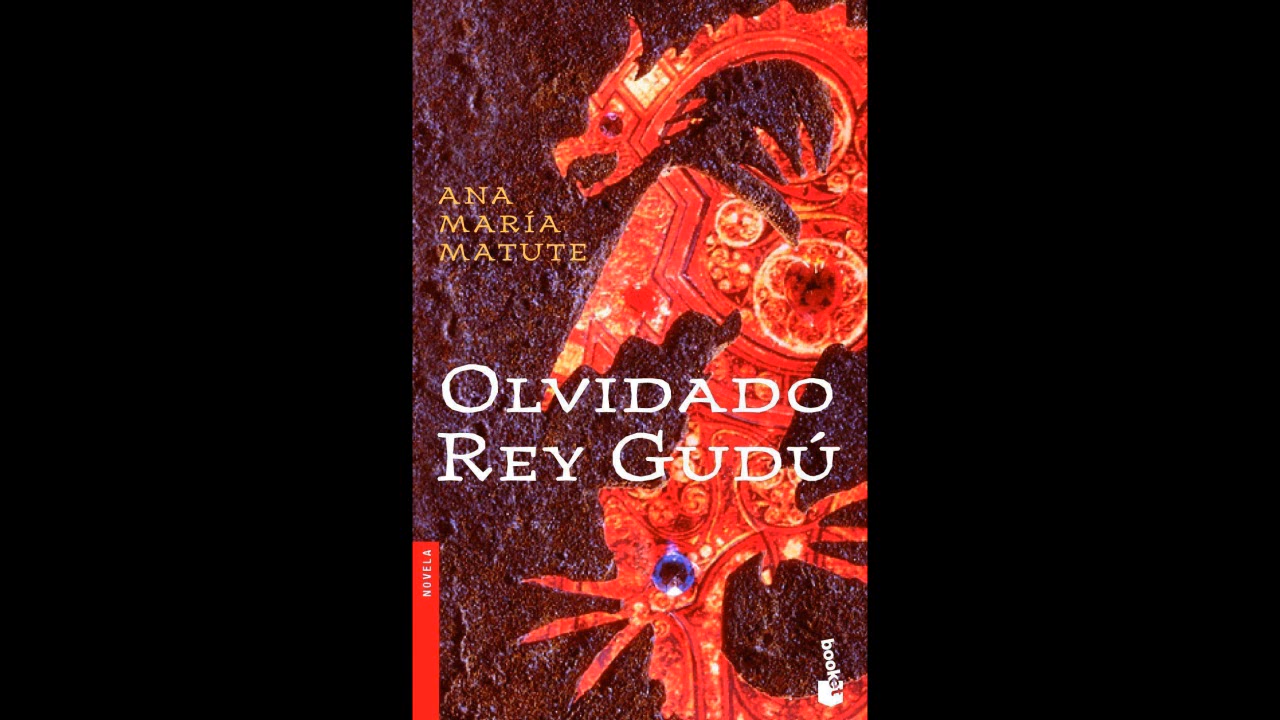 ANA
MARÍA
MATUTE
OLVIDADO
REY GUDÚ
NOVELA
booket